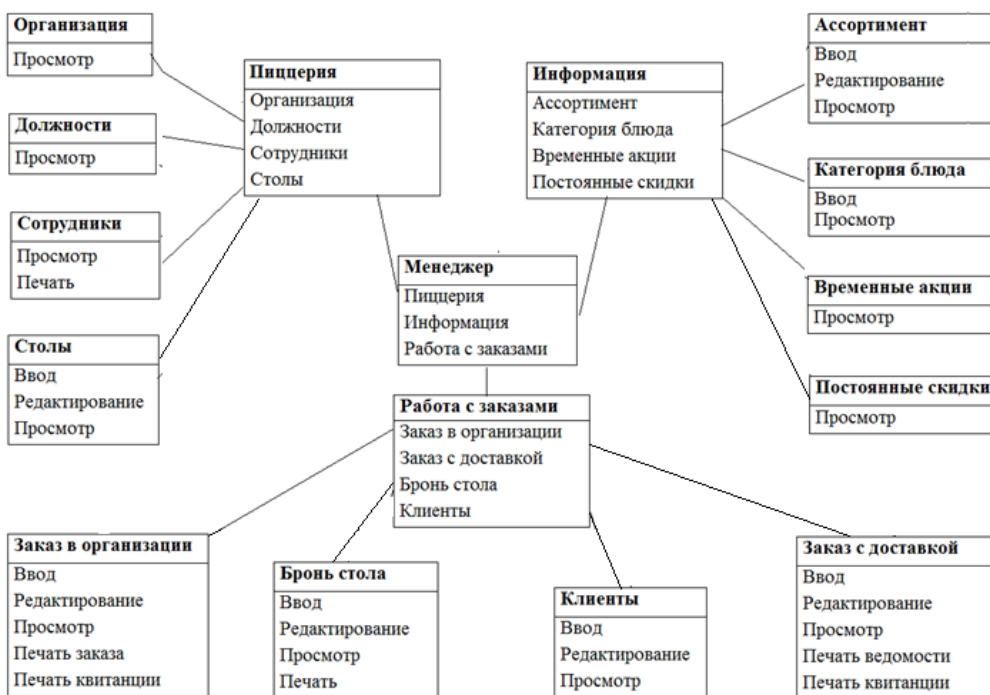 Организация
Просмотр
Должности
Просмотр
Сотрудники
Просмотр
Печать
Столы
Ввод
Редактирование
Просмотр
Пиццерия
Организация
Должности
Сотрудники
Столы
Информация
Ассортимент
Категория блюда
Временные акции
Постоянные скидки
Ассортимент
Ввод
Редактирование
Просмотр
Категория блюда
Ввод
Просмотр
Временные акции
Просмотр
Постоянные скидки
Просмотр
Менеджер
Пиццерия
Информация
Работа с заказами
Работа с заказами
Заказ в организации
Заказ с доставкой
Бронь стола
Клиенты
Заказ в организации
Ввод
Редактирование
Просмотр
Печать заказа
Печать квитанции
Бронь стола
Ввод
Редактирование
Просмотр
Печать
Клиенты
Ввод
Редактирование
Просмотр
Заказ с доставкой
Ввод
Редактирование
Просмотр
Печать ведомости
Печать квитанции